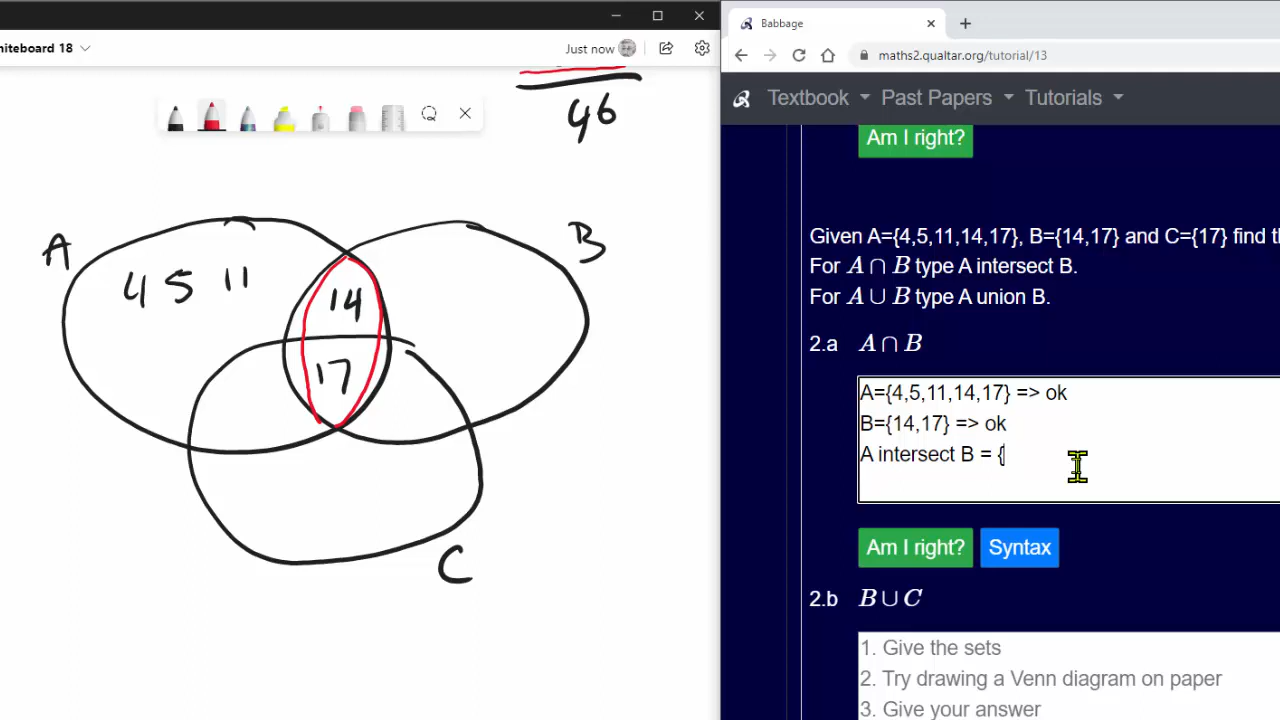 niteboard 18
Just now
46
A
B
4 5 11
14
17
C
Babbage
maths2.qualtar.org/tutorial/13
Textbook Past Papers Tutorials
Am I right?
Given A={4,5,11,14,17}, B={14,17} and C={17} find th
For A ∩ B type A intersect B.
For A ∪ B type A union B.
2.a A ∩ B
A={4,5,11,14,17} => ok
B={14,17} => ok
A intersect B = {
Am I right? Syntax
2.b B ∪ C
1. Give the sets
2. Try drawing a Venn diagram on paper
3. Give your answer